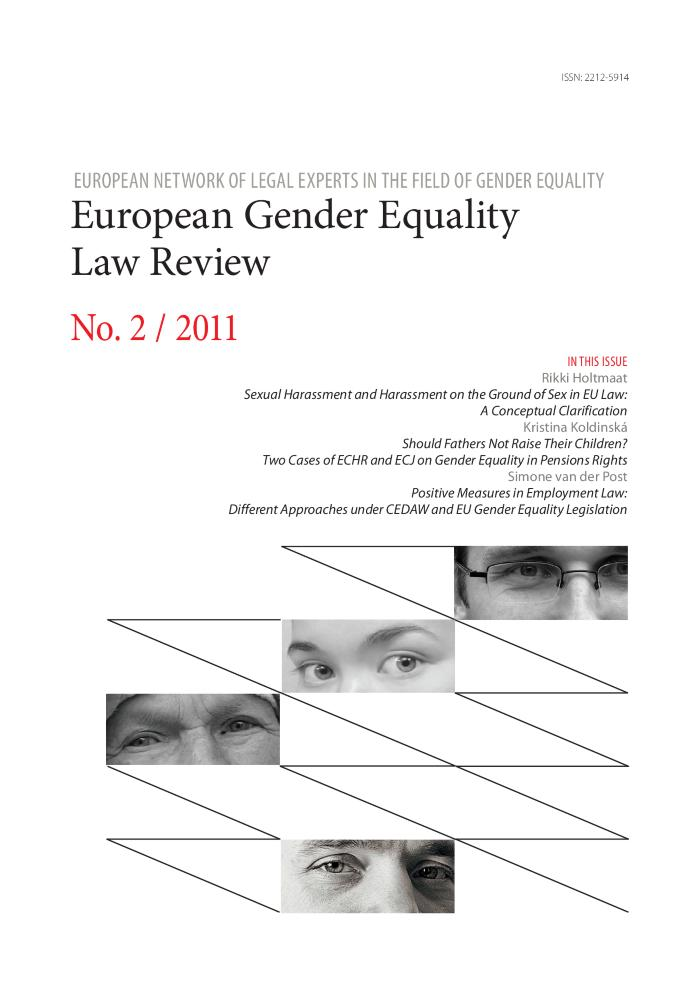 ISSN: 2212-5914
EUROPEAN NETWORK OF LEGAL EXPERTS IN THE FIELD OF GENDER EQUALITY
European Gender Equality
Law Review
No. 2 / 2011
IN THIS ISSUE
Rikki Holtmaat
Sexual Harassment and Harassment on the Ground of Sex in EU Law:
A Conceptual Clarification
Kristina Koldinská
Should Fathers Not Raise Their Children?
Two Cases of ECHR and ECJ on Gender Equality in Pensions Rights
Simone van der Post
Positive Measures in Employment Law:
Different Approaches under CEDAW and EU Gender Equality Legislation